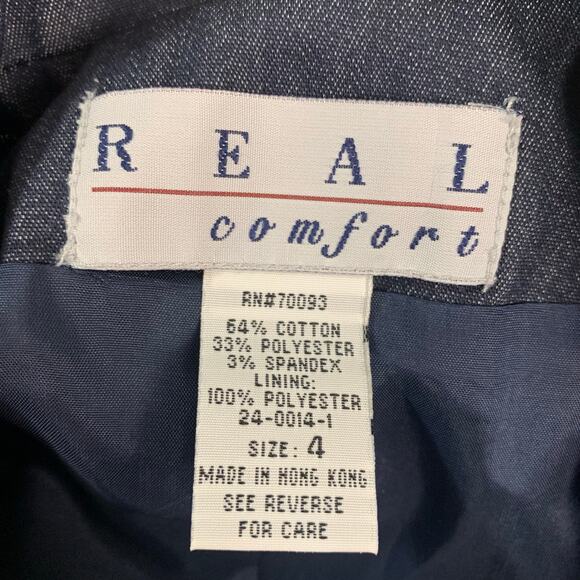 REAL
comfort
RN#70093
64% COTTON
33% POLYESTER
3% SPANDEX
LINING:
100% POLYESTER
24-0014-1
SIZE: 4
MADE IN HONG KONG
SEE REVERSE
FOR CARE